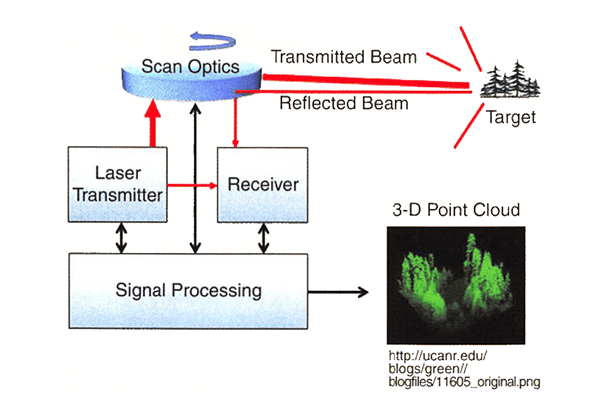 Scan Optics
Transmitted Beam
Reflected Beam
Target
Laser
Transmitter
Receiver
3-D Point Cloud
Signal Processing
http://ucanr.edu/
blogs/green//
blogfiles/11605_original.png